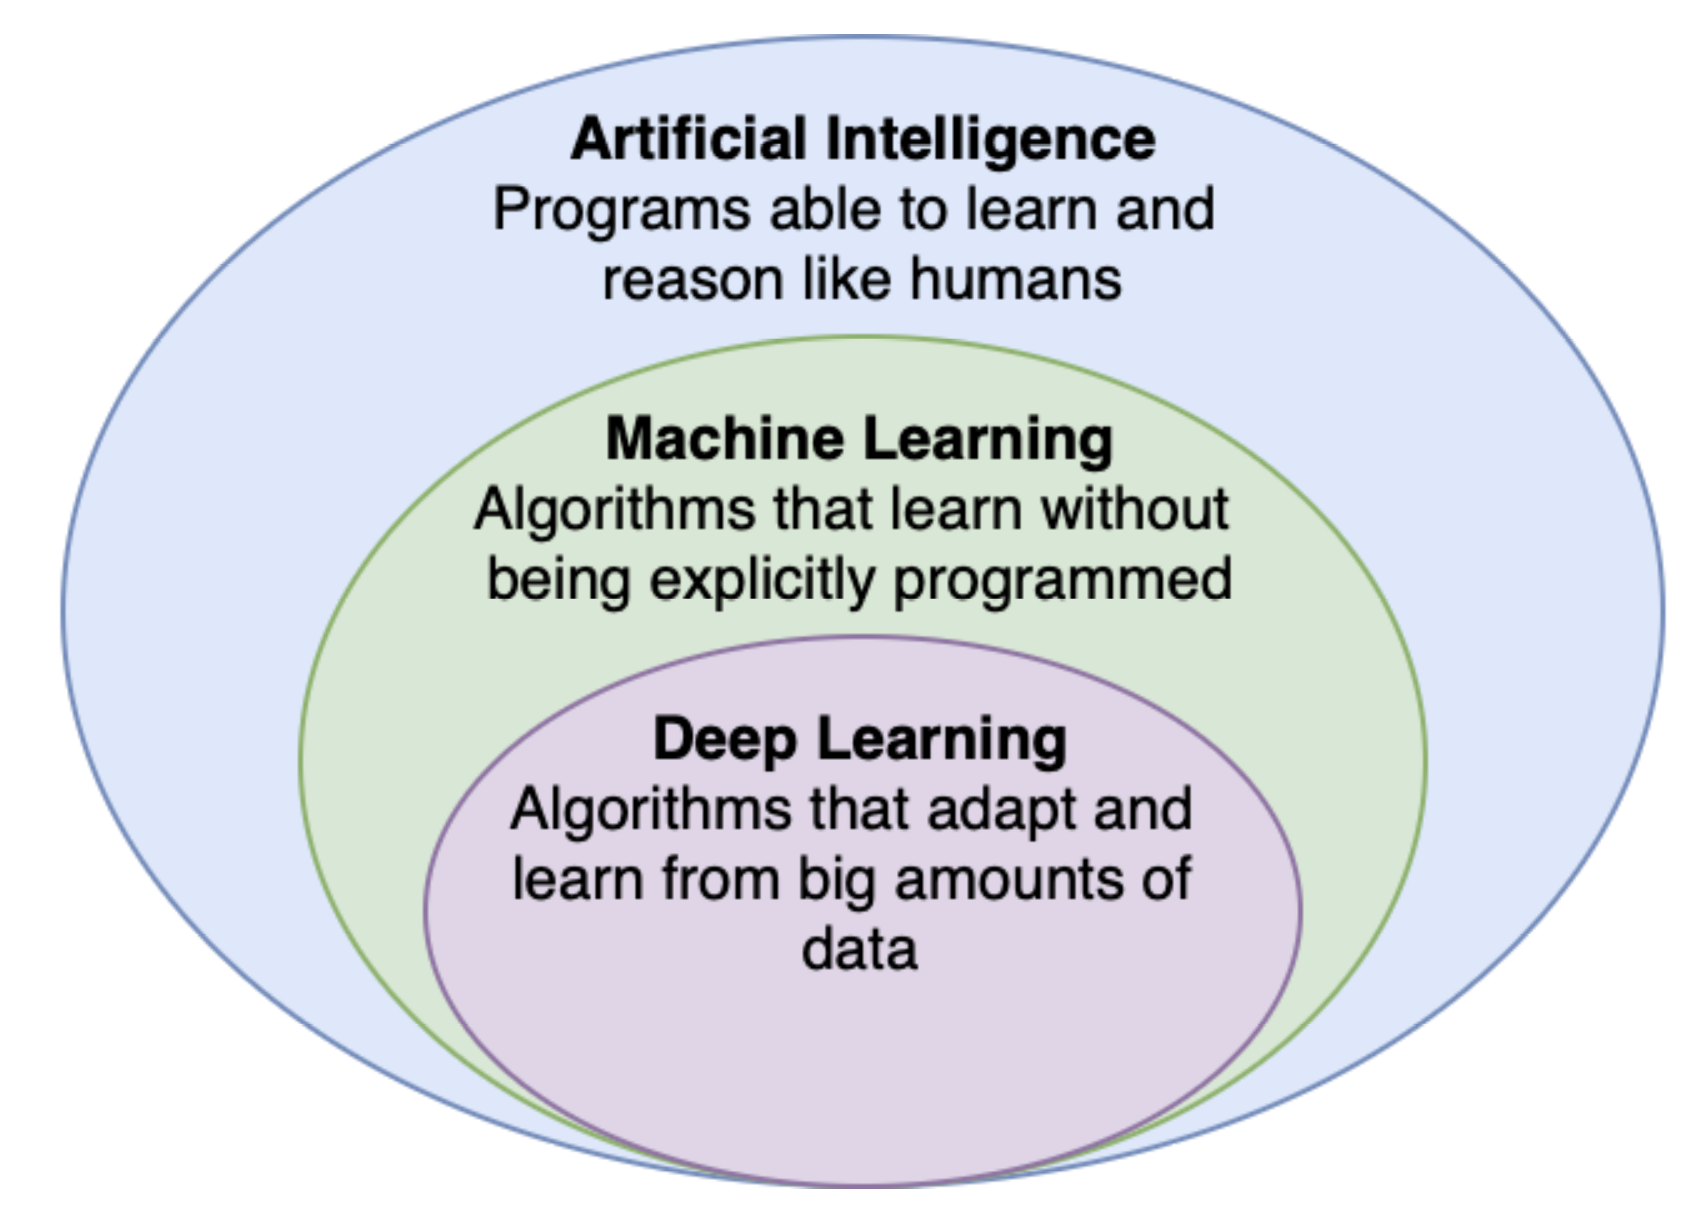 Artificial Intelligence
Programs able to learn and
reason like humans
Machine Learning
Algorithms that learn without
being explicitly programmed
Deep Learning
Algorithms that adapt and
learn from big amounts of
data